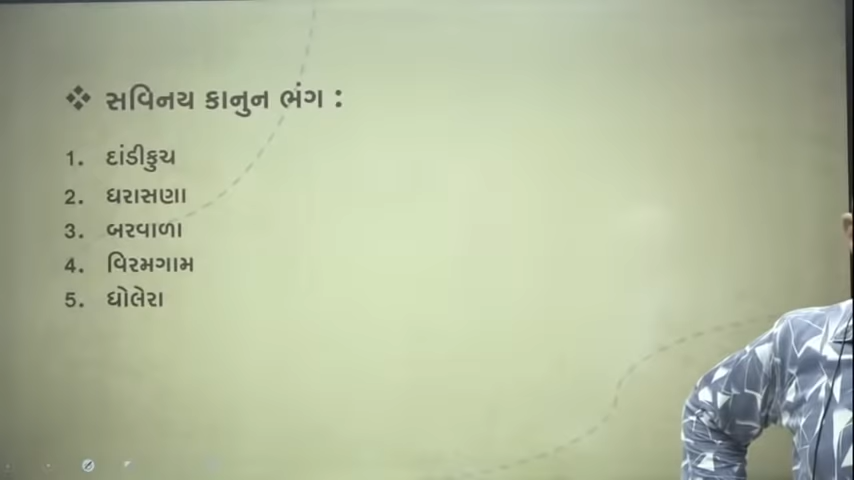 ❖ સવિનય કાનુન ભંગ :
1. દાંડીકુચ
2. ધરાસણા
3. બરવાળા
4. વિરમગામ
5. ધોલેરા